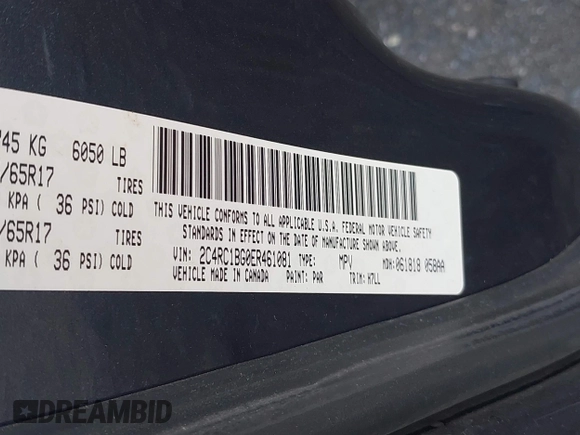 745 KG 6050 LB
/65R17 TIRES
KPA ( 36 PSI) COLD
/65R17 TIRES
KPA ( 36 PSI) COLD
THIS VEHICLE CONFORMS TO ALL APPLICABLE U.S.A. FEDERAL MOTOR VEHICLE SAFETY
STANDARDS IN EFFECT ON THE DATE OF MANUFACTURE SHOWN ABOVE
VIN: 2C4RC1BG0ER461081 TYPE: MPV MDH: 061818 058AA
VEHICLE MADE IN CANADA PAINT: PAR TRIM: H7LL
DREAMBID